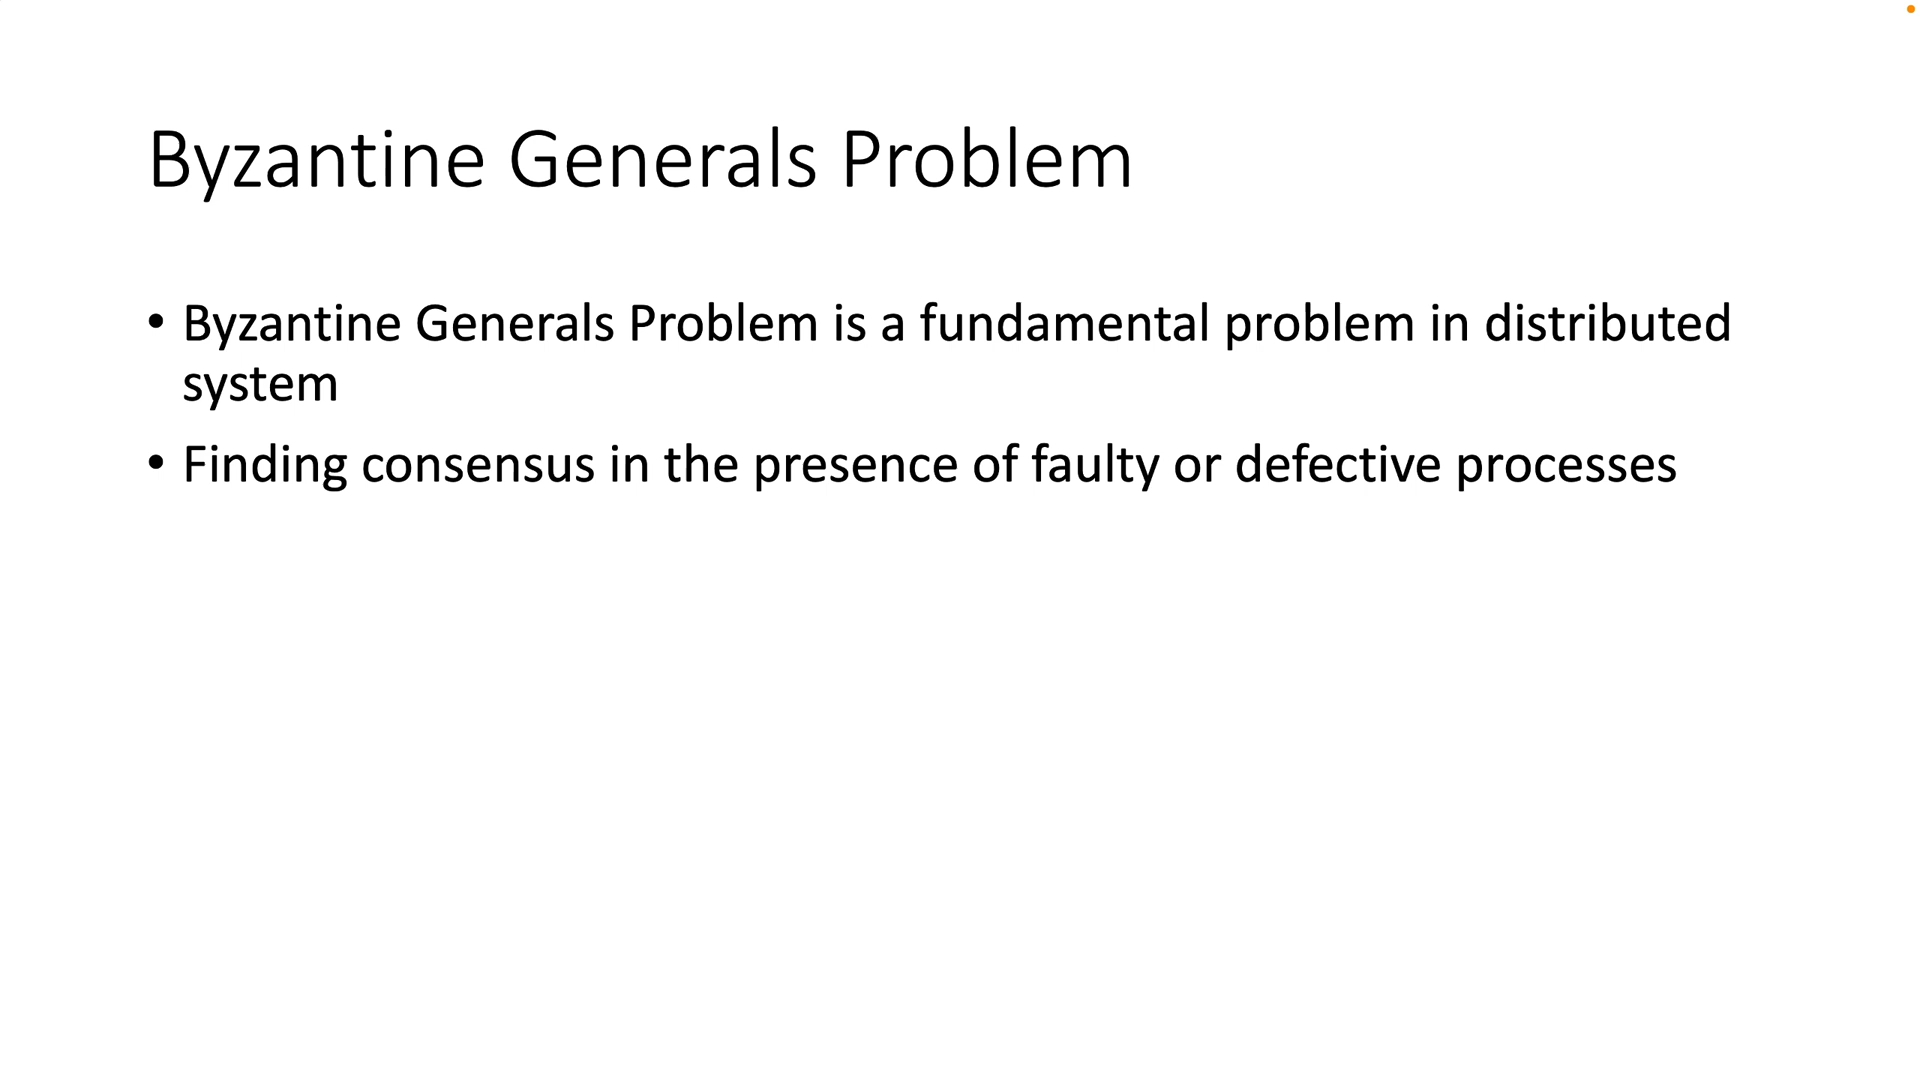 Byzantine Generals Problem
• Byzantine Generals Problem is a fundamental problem in distributed
system
• Finding consensus in the presence of faulty or defective processes